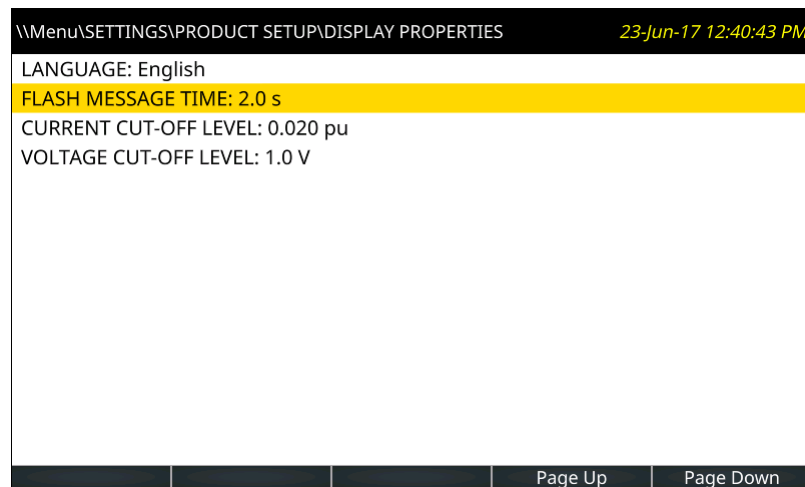 \\Menu\SETTINGS\PRODUCT SETUP\DISPLAY PROPERTIES 23-Jun-17 12:40:43 PM
LANGUAGE: English
FLASH MESSAGE TIME: 2.0 s
CURRENT CUT-OFF LEVEL: 0.020 pu
VOLTAGE CUT-OFF LEVEL: 1.0 V
Page Up Page Down